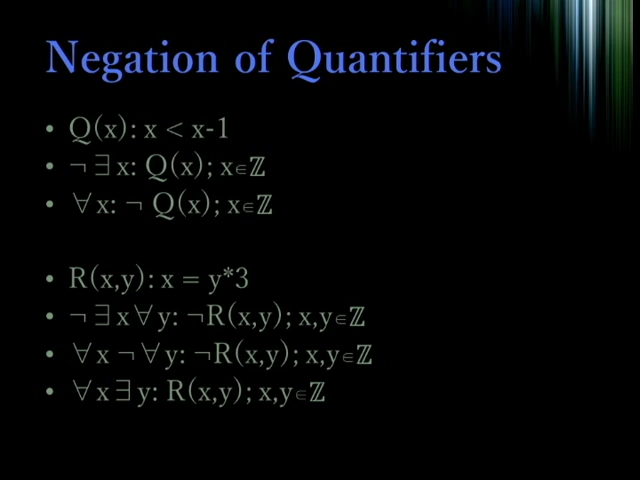 Negation of Quantifiers
• Q(x): x < x-1
• ¬∃x: Q(x); x∈ℤ
• ∀x: ¬ Q(x); x∈ℤ
• R(x,y): x = y*3
• ¬∃x∀y: ¬R(x,y); x,y∈ℤ
• ∀x ¬∀y: ¬R(x,y); x,y∈ℤ
• ∀x∃y: R(x,y); x,y∈ℤ